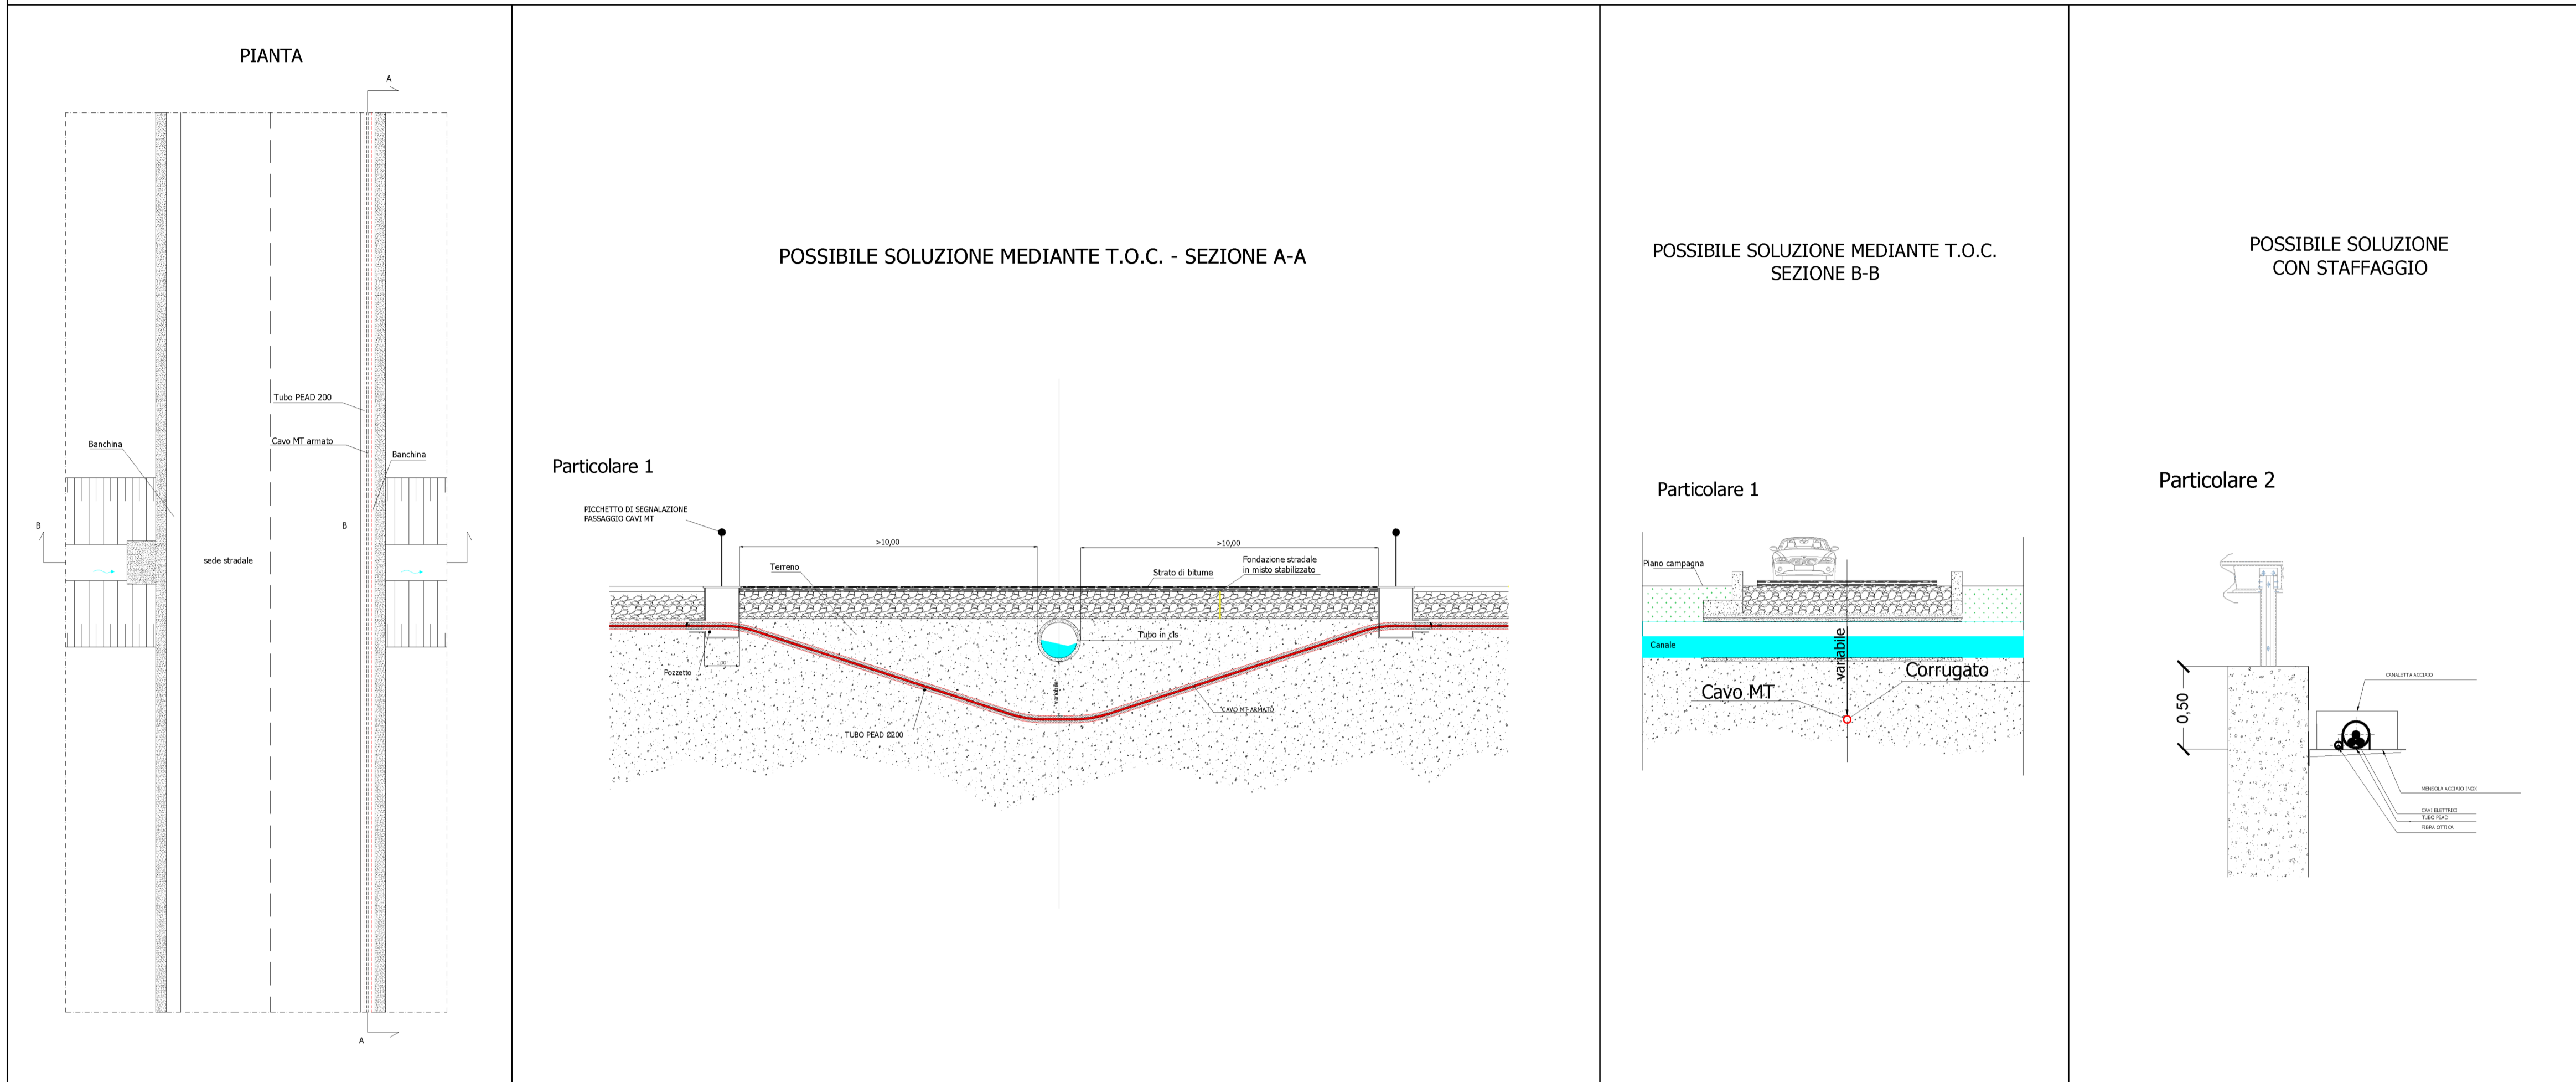 PIANTA
A
Tubo PEAD 200
Cavo MT armato
Banchina
Banchina
B
B
sede stradale
A
POSSIBILE SOLUZIONE MEDIANTE T.O.C. - SEZIONE A-A
Particolare 1
PICCHETTO DI SEGNALAZIONE
PASSAGGIO CAVI MT
>10,00
>10,00
Terreno
Strato di bitume
Fondazione stradale
in misto stabilizzato
Tubo in cls
Pozzetto
1,00
variabile
CAVO MT ARMATO
TUBO PEAD Ø200
POSSIBILE SOLUZIONE MEDIANTE T.O.C.
SEZIONE B-B
Particolare 1
Piano campagna
Canale
variabile
Corrugato
Cavo MT
POSSIBILE SOLUZIONE
CON STAFFAGGIO
Particolare 2
0,50
CANALETTA ACCIAIO
MENSOLA ACCIAIO INOX
CAVI ELETTRICI
TUBO PEAD
FIBRA OTTICA